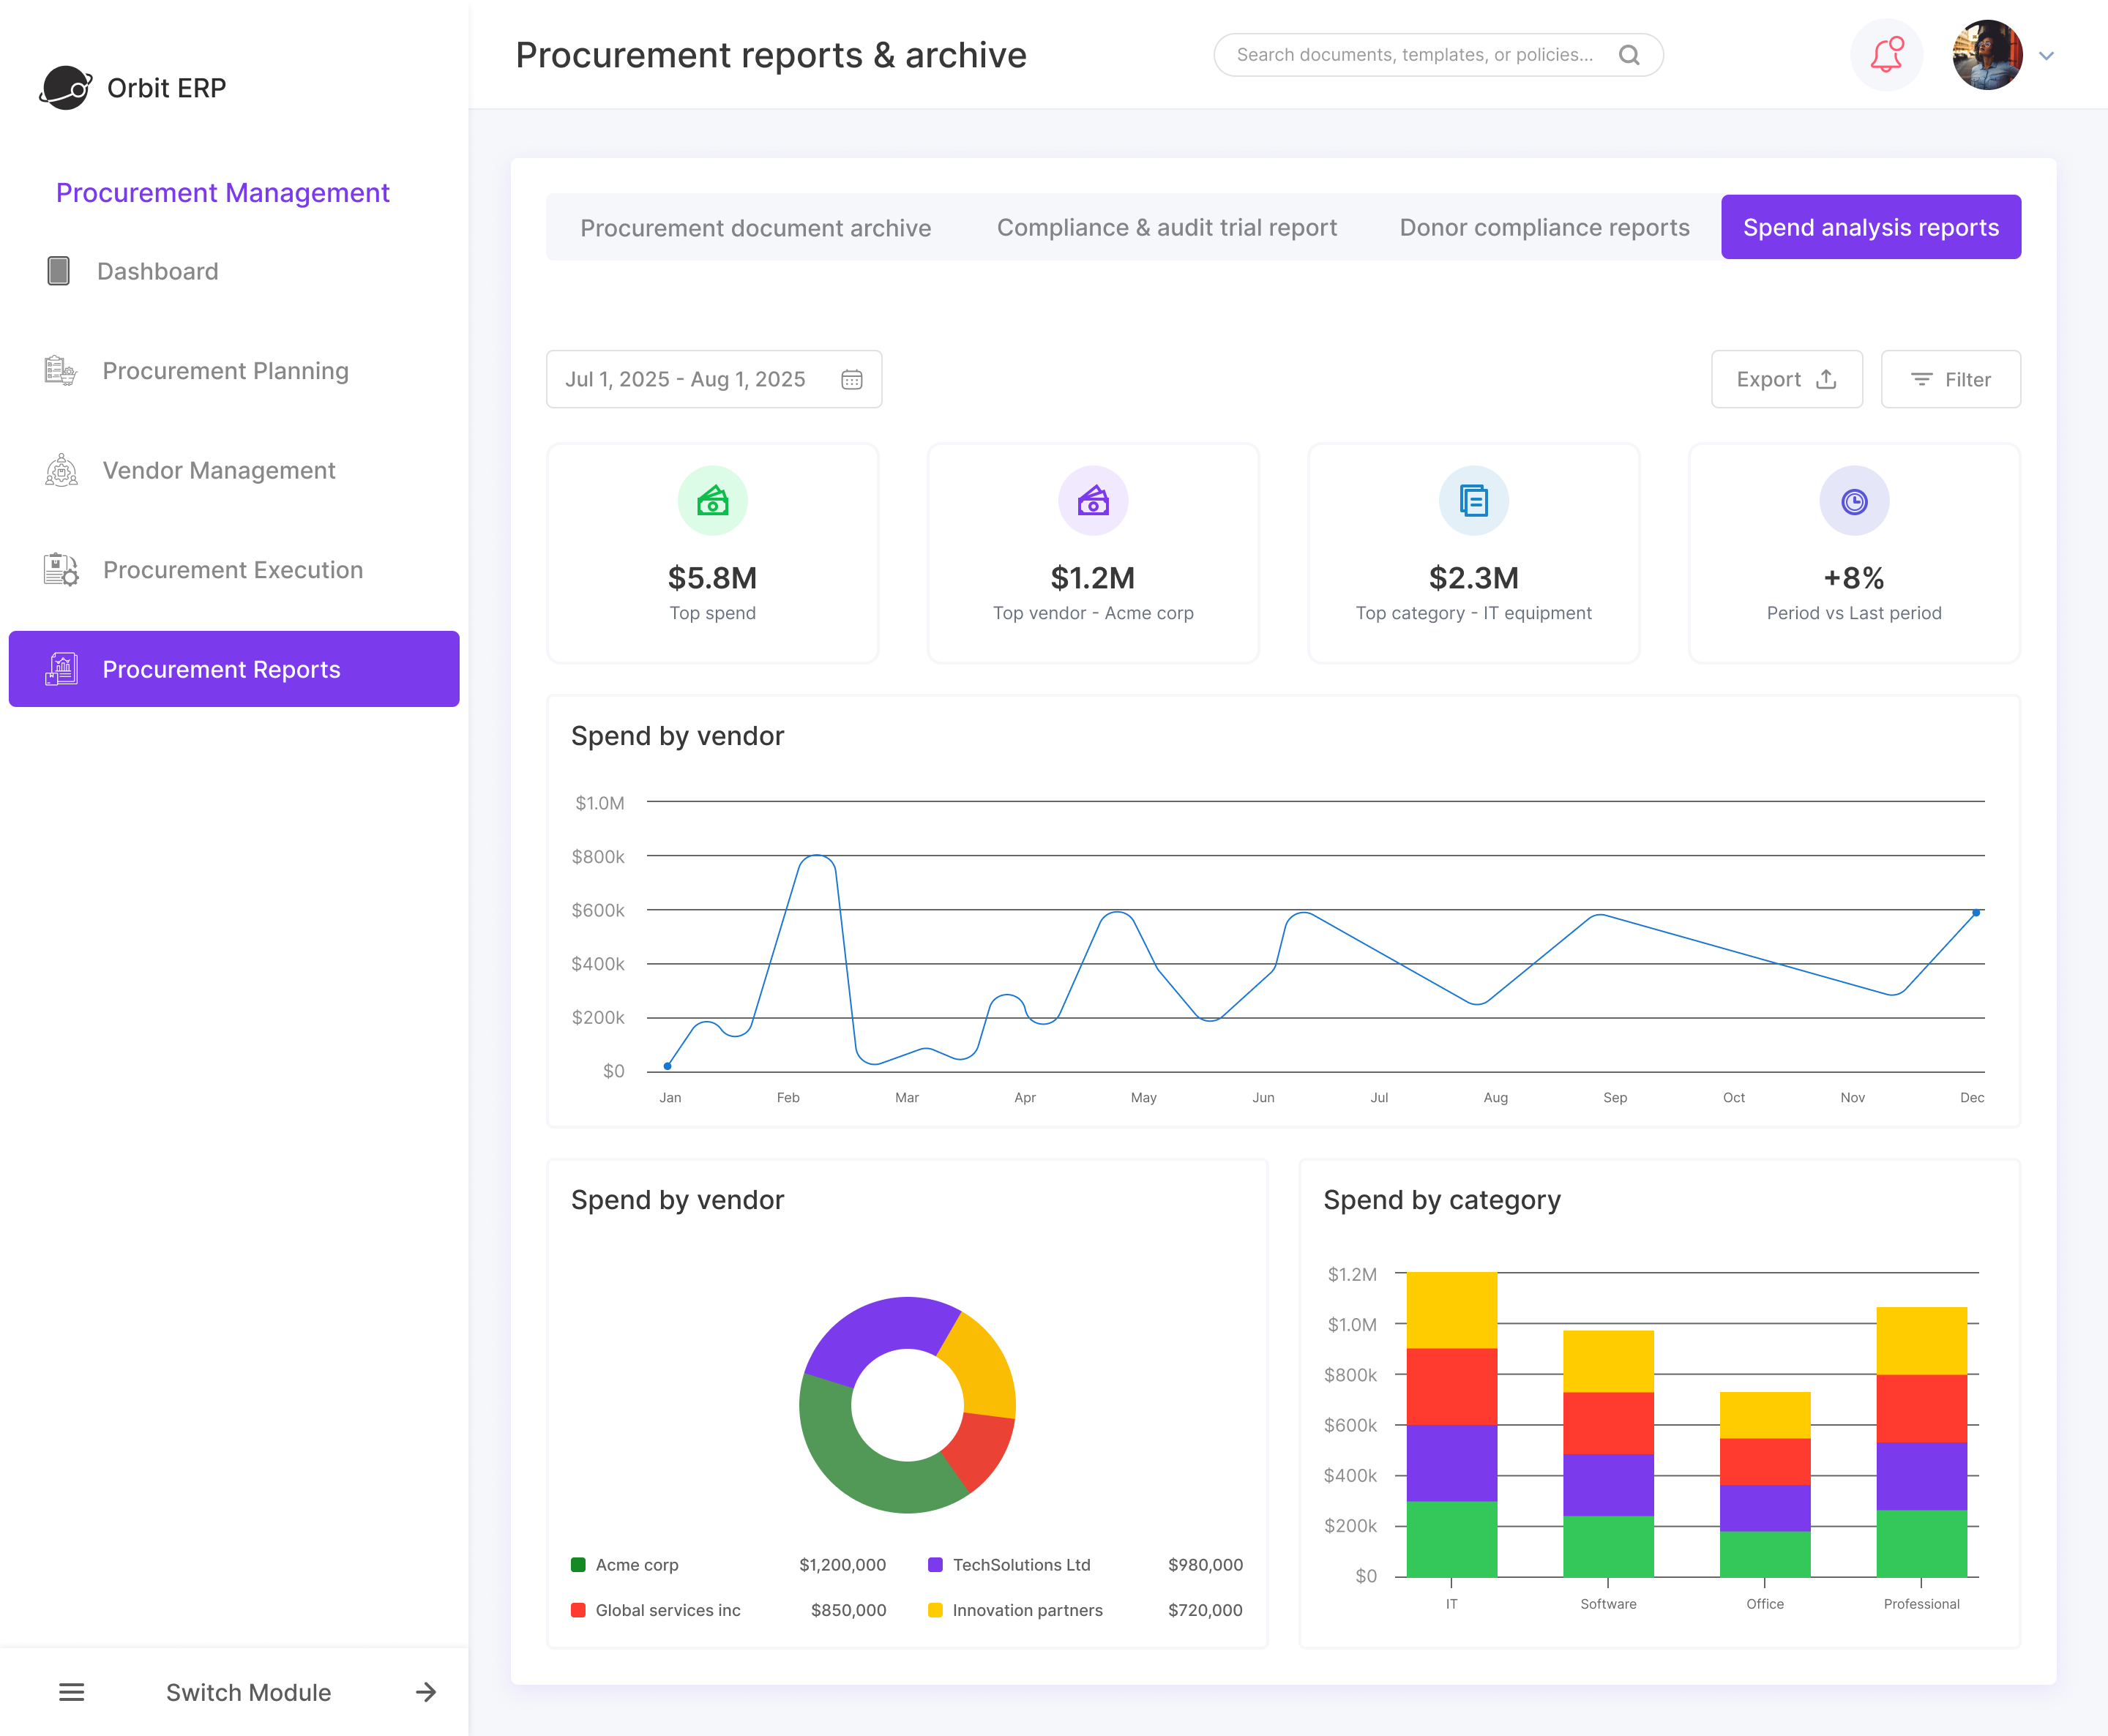 Orbit ERP
Procurement reports & archive
Search documents, templates, or policies...
Procurement Management
Dashboard
Procurement Planning
Vendor Management
Procurement Execution
Procurement Reports
Switch Module
Procurement document archive
Compliance & audit trial report
Donor compliance reports
Spend analysis reports
Jul 1, 2025 - Aug 1, 2025
Export
Filter
$5.8M
Top spend
$1.2M
Top vendor - Acme corp
$2.3M
Top category - IT equipment
+8%
Period vs Last period
Spend by vendor
$1.0M
$800k
$600k
$400k
$200k
$0
Jan Feb Mar Apr May Jun Jul Aug Sep Oct Nov Dec
Spend by vendor
Acme corp $1,200,000 TechSolutions Ltd $980,000
Global services inc $850,000 Innovation partners $720,000
Spend by category
$1.2M
$1.0M
$800k
$600k
$400k
$200k
$0
IT Software Office Professional